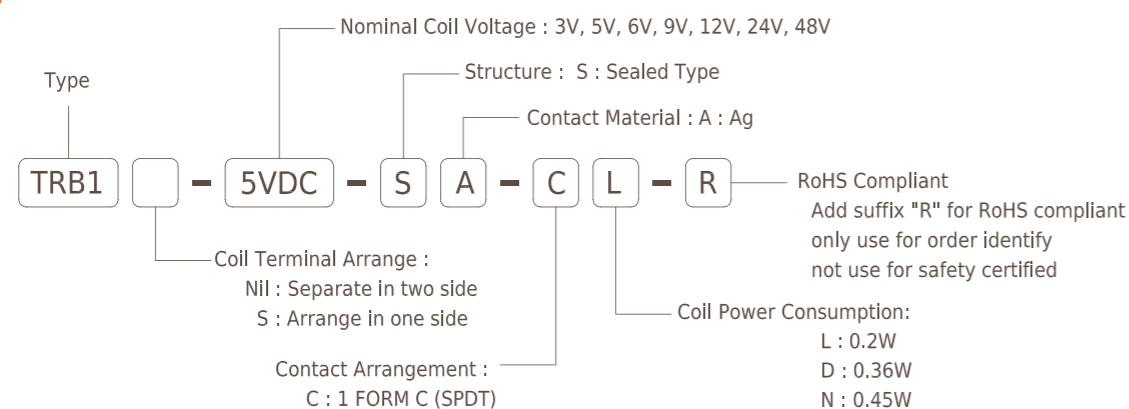 Nominal Coil Voltage : 3V, 5V, 6V, 9V, 12V, 24V, 48V
Structure : S : Sealed Type
Type
Contact Material : A : Ag
TRB1 - 5VDC - S A - C L - R
RoHS Compliant
Add suffix "R" for RoHS compliant
only use for order identify
not use for safety certified
Coil Terminal Arrange :
Nil : Separate in two side
S : Arrange in one side
Coil Power Consumption:
L : 0.2W
D : 0.36W
N : 0.45W
Contact Arrangement :
C : 1 FORM C (SPDT)